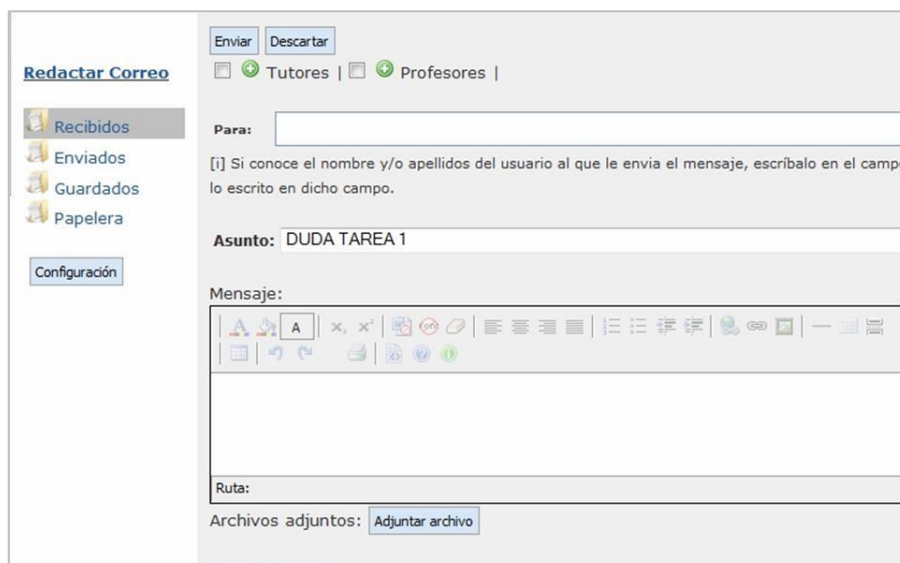 Redactar Correo
Recibidos
Enviados
Guardados
Papelera
Configuración
Enviar Descartar
Tutores | Profesores |
Para:
[i] Si conoce el nombre y/o apellidos del usuario al que le envia el mensaje, escríbalo en el
lo escrito en dicho campo.
Asunto: DUDA TAREA 1
Mensaje:
A A x₂ x²
Ruta:
Archivos adjuntos: Adjuntar archivo